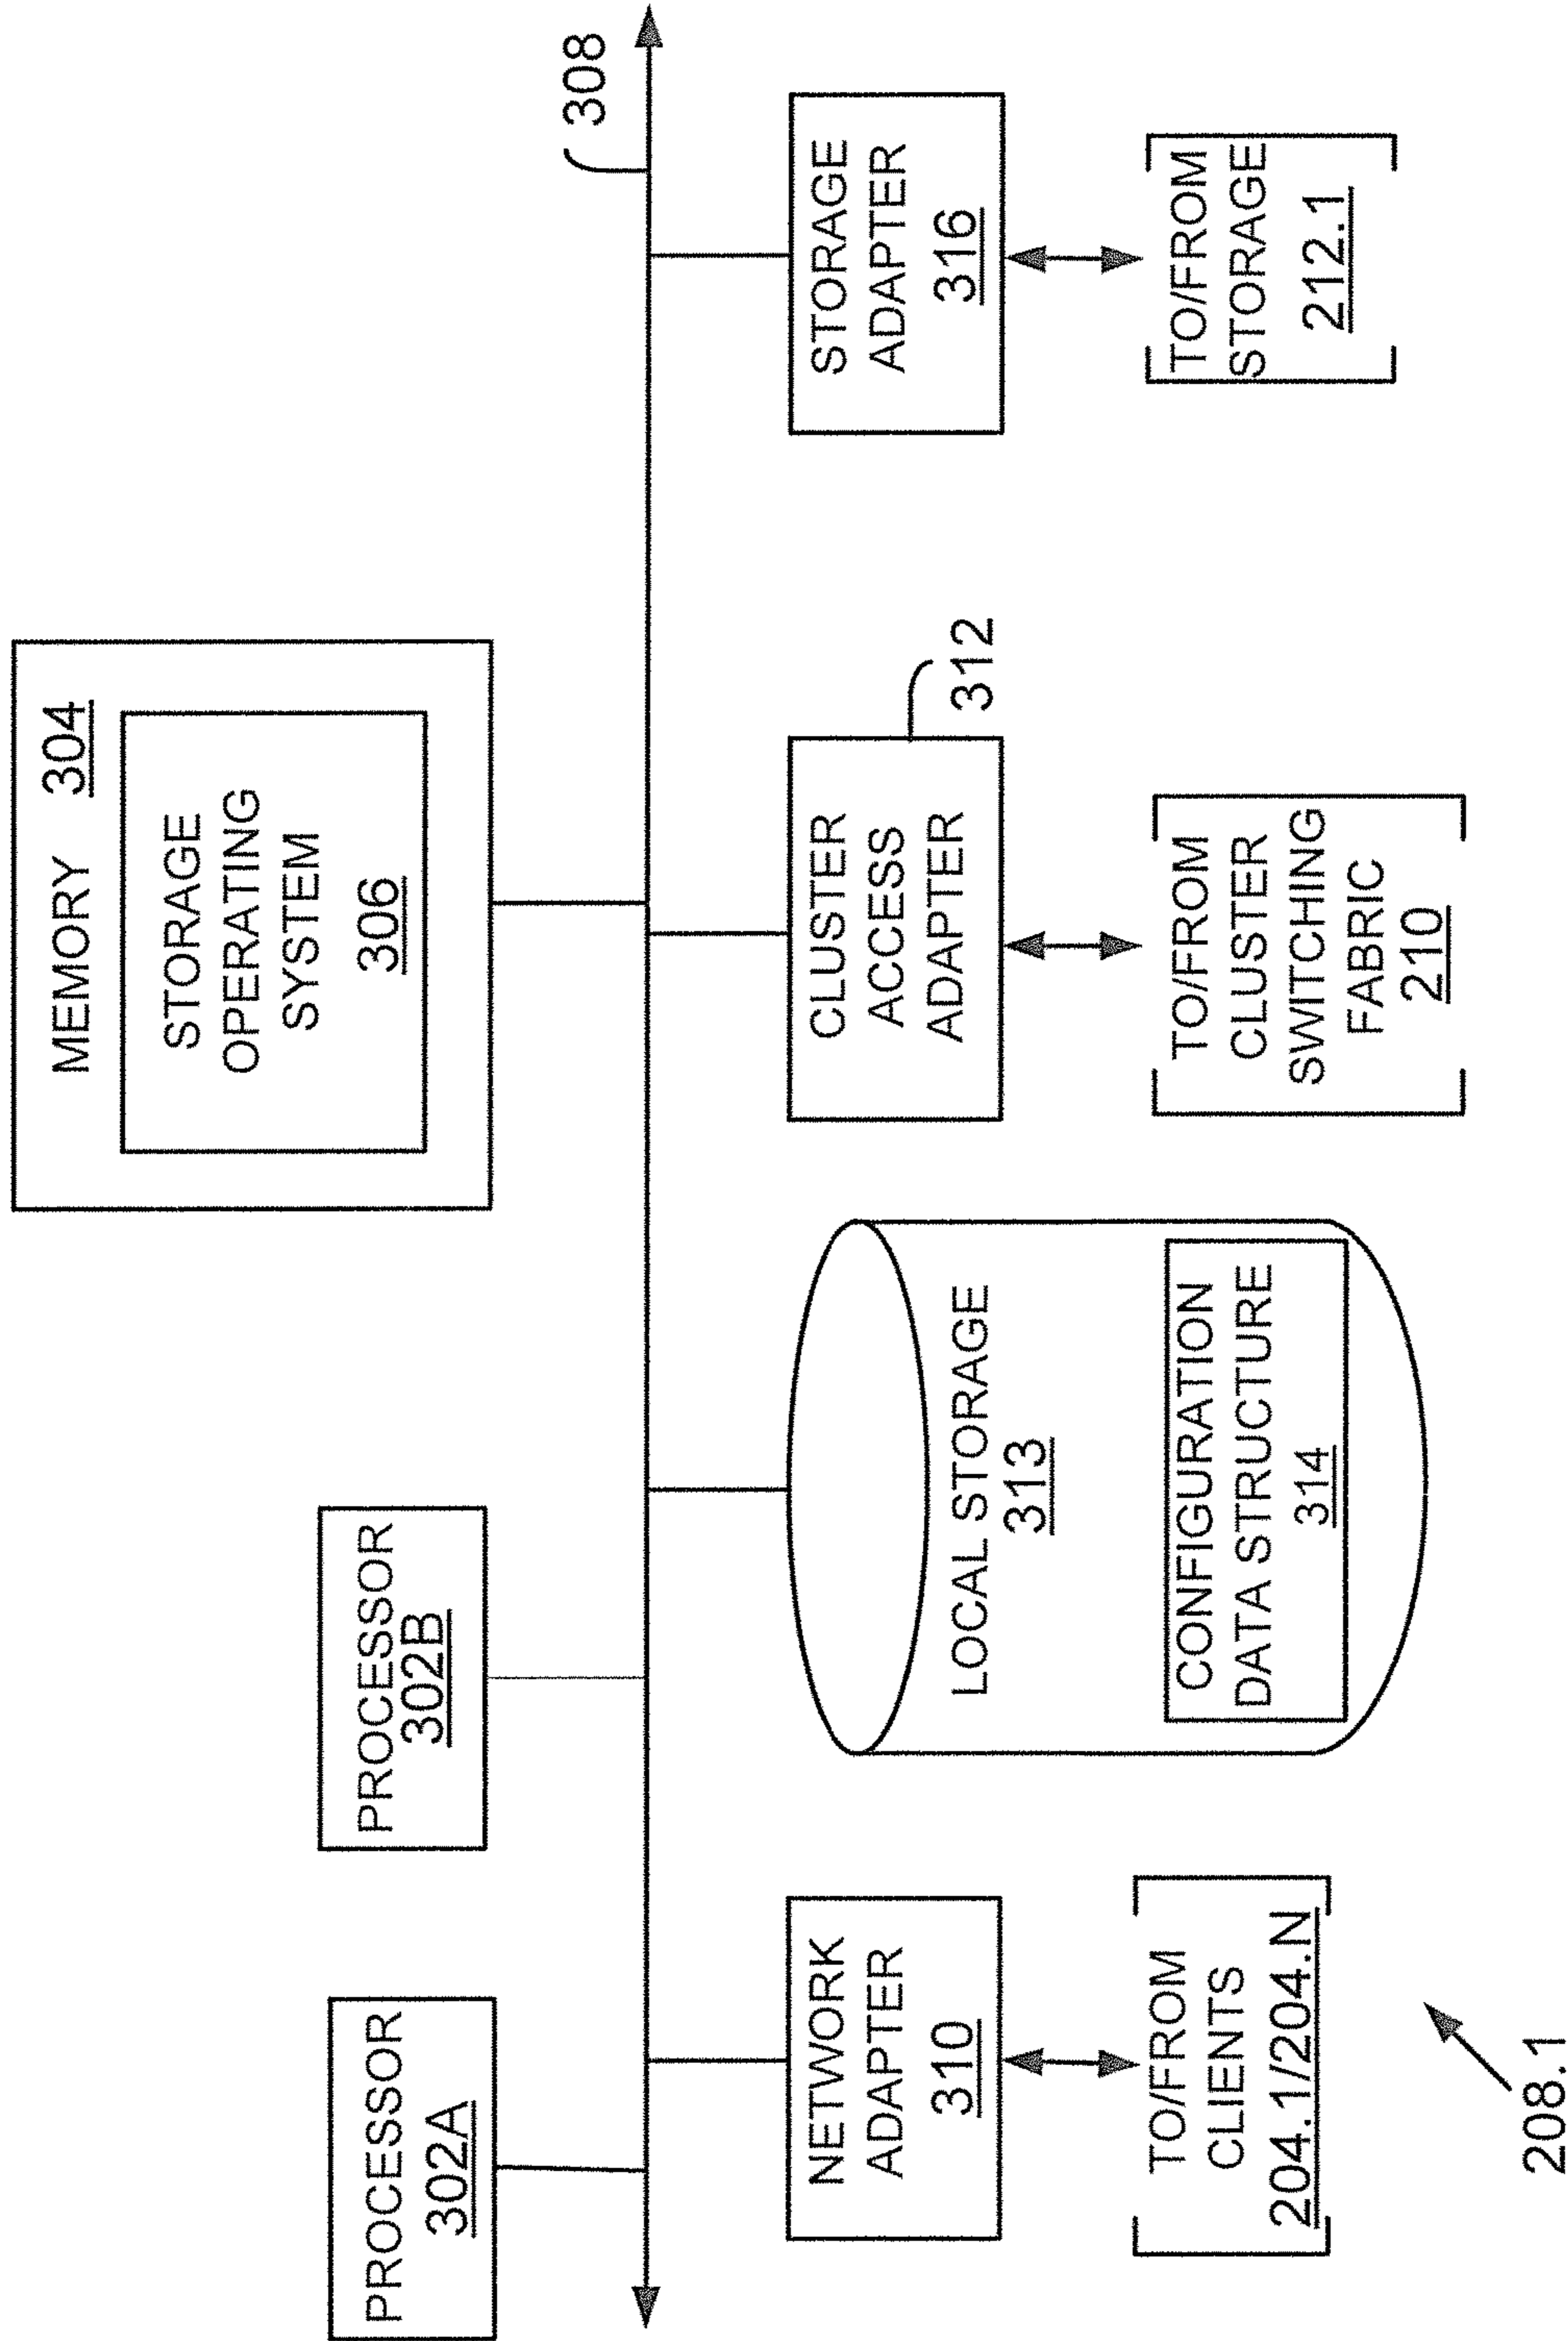 PROCESSOR
302A
PROCESSOR
302B
MEMORY 304
STORAGE
OPERATING
SYSTEM
306
308
NETWORK
ADAPTER
310
LOCAL STORAGE
313
CONFIGURATION
DATA STRUCTURE
314
CLUSTER
ACCESS
ADAPTER
312
STORAGE
ADAPTER
316
TO/FROM
CLIENTS
204.1/204.N
TO/FROM
CLUSTER
SWITCHING
FABRIC
210
TO/FROM
STORAGE
212.1
208.1